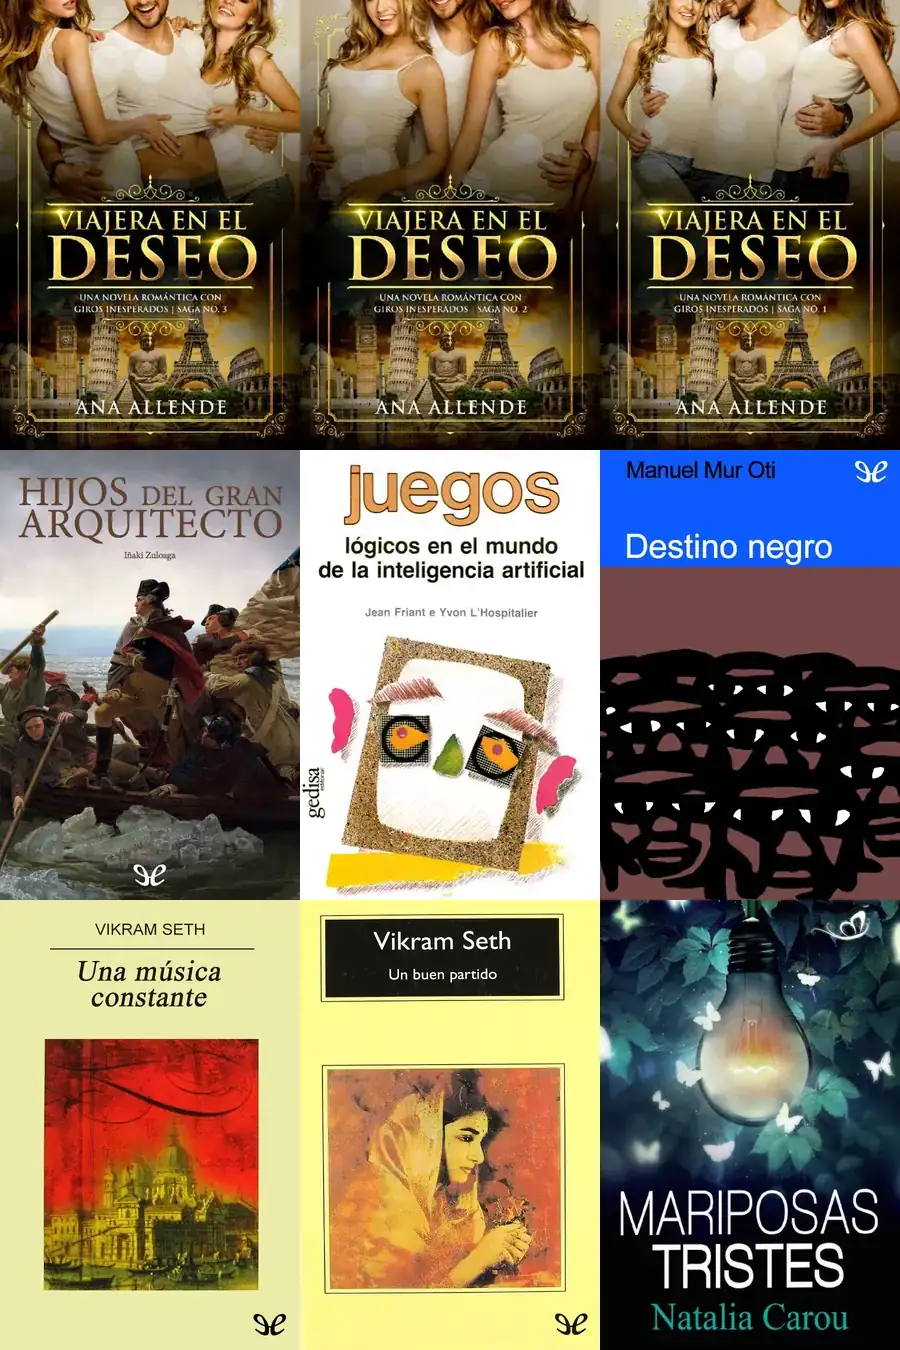 VIAJERA EN EL
DESEO
UNA NOVELA ROMÁNTICA CON
GIROS INESPERADOS | SAGA NO. 3
ANA ALLENDE
VIAJERA EN EL
DESEO
UNA NOVELA ROMÁNTICA CON
GIROS INESPERADOS | SAGA NO. 2
ANA ALLENDE
VIAJERA EN EL
DESEO
UNA NOVELA ROMÁNTICA CON
GIROS INESPERADOS | SAGA NO. 1
ANA ALLENDE
HIJOS DEL GRAN
ARQUITECTO
Iñaki Zulouga
juegos
lógicos en el mundo
de la inteligencia artificial
Jean Friant e Yvon L'Hospitalier
gedisa
editorial
Manuel Mur Oti
Destino negro
VIKRAM SETH
Una música
constante
Vikram Seth
Un buen partido
MARIPOSAS
TRISTES
Natalia Carou